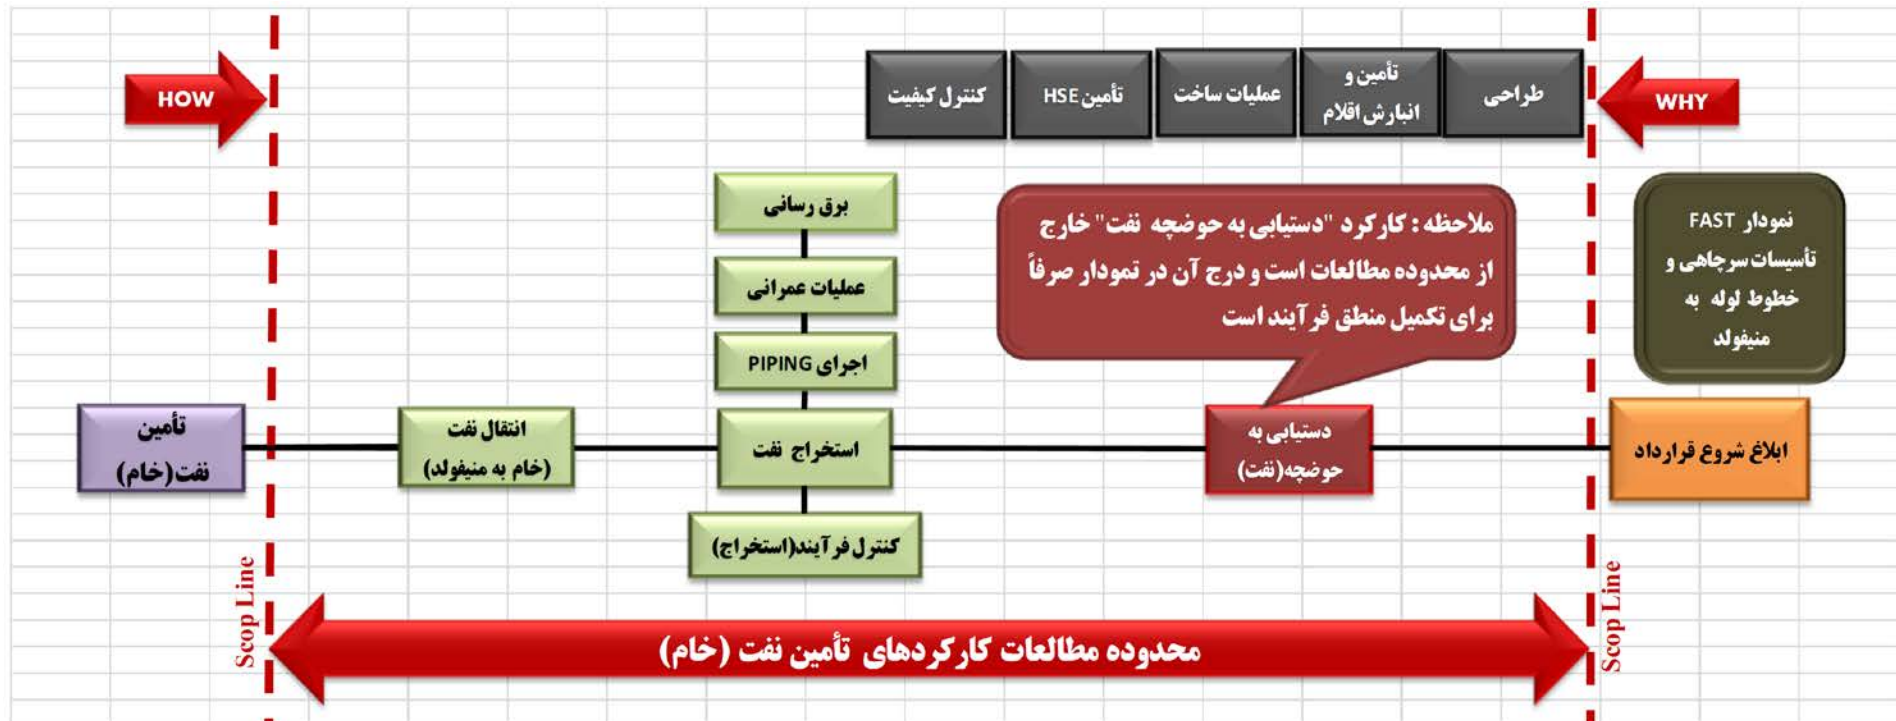 HOW
WHY
طراحی
تأمین و
انبارش اقلام
عملیات ساخت
تأمین HSE
کنترل کیفیت
نمودار FAST
تأسیسات سرچاهی و
خطوط لوله به
منیفولد
ملاحظه : کارکرد "دستیابی به حوضچه نفت" خارج
از محدوده مطالعات است و درج آن در نمودار صرفاً
برای تکمیل منطق فرآیند است
برق رسانی
عملیات عمرانی
اجرای PIPING
ابلاغ شروع قرارداد
دستیابی به
حوضچه(نفت)
استخراج نفت
انتقال نفت
(خام به منیفولد)
تأمین
نفت(خام)
کنترل فرآیند(استخراج)
Scop Line
Scop Line
محدوده مطالعات کارکردهای تأمین نفت (خام)